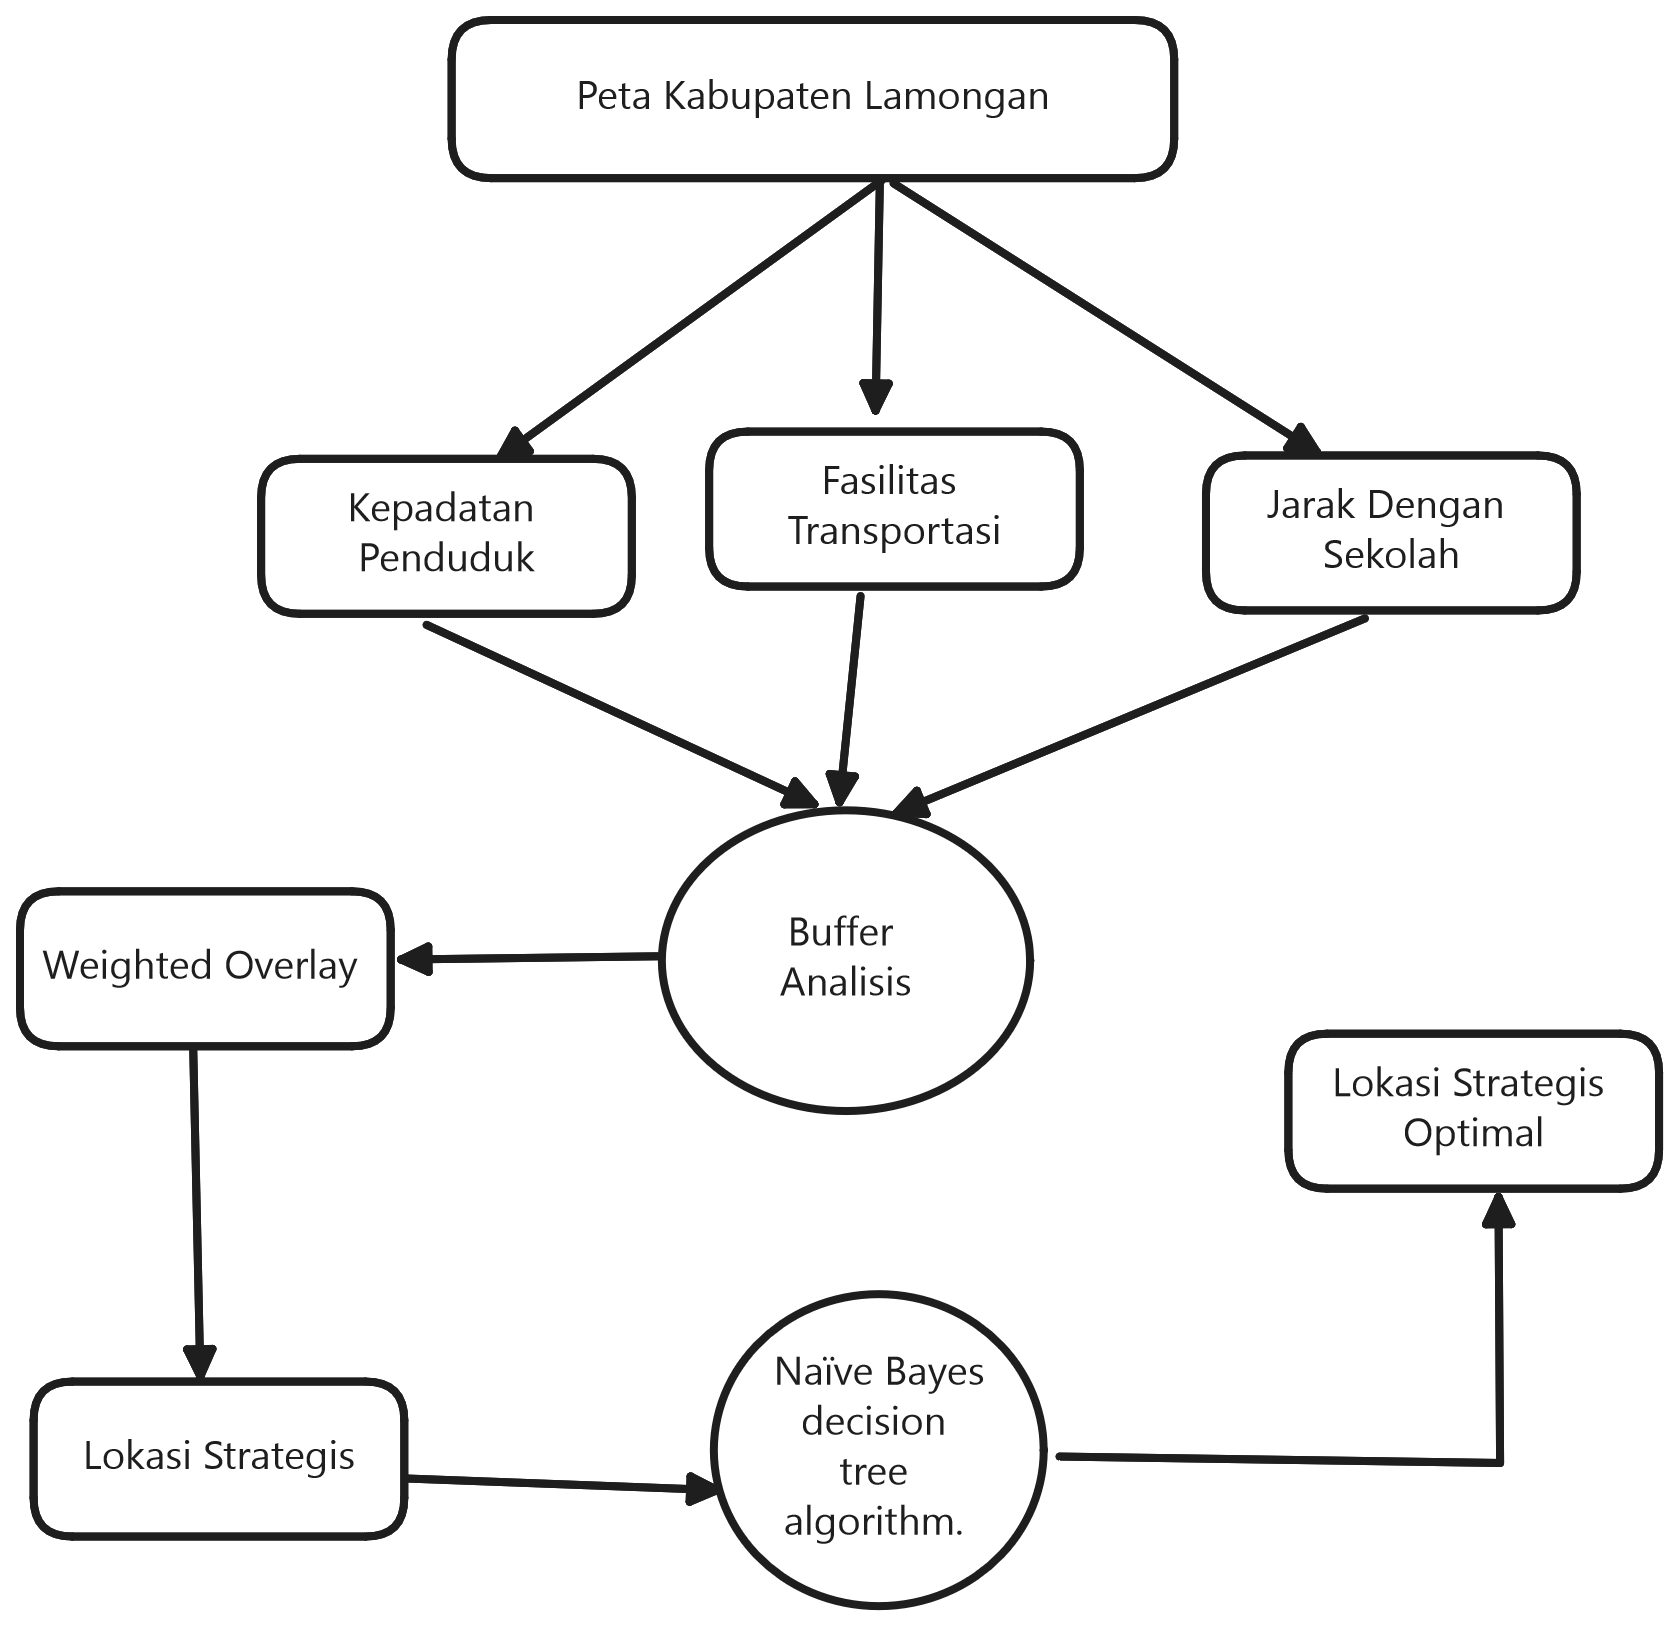 Peta Kabupaten Lamongan
Kepadatan
Penduduk
Fasilitas
Transportasi
Jarak Dengan
Sekolah
Buffer
Analisis
Weighted Overlay
Lokasi Strategis
Optimal
Lokasi Strategis
Naïve Bayes
decision
tree
algorithm.